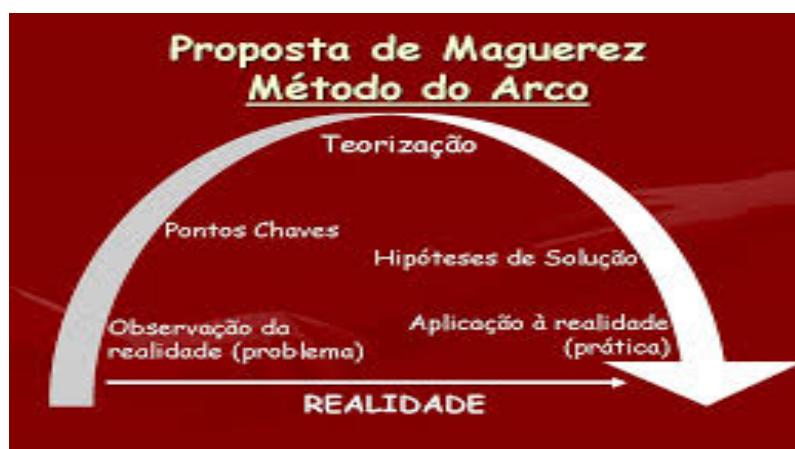 Proposta de Maguerez
Método do Arco
Teorização
Pontos Chaves
Hipóteses de Solução
Observação da
realidade (problema)
Aplicação à realidade
(prática)
REALIDADE